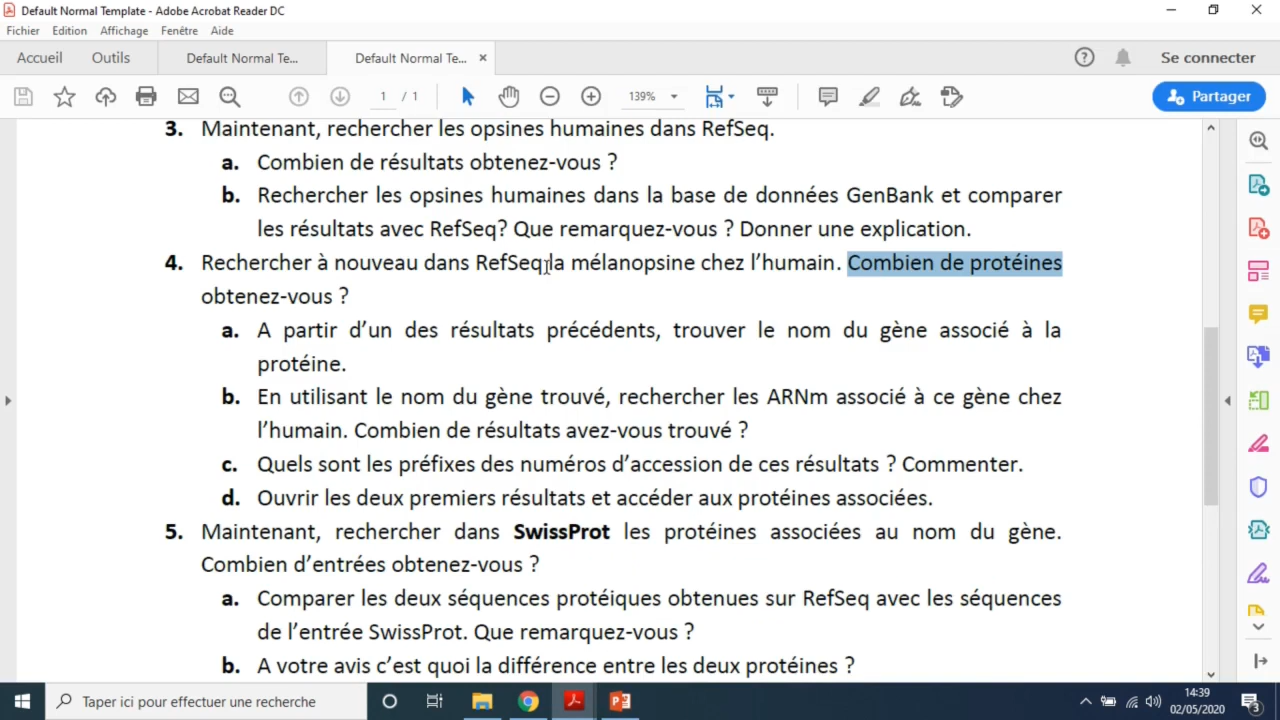 Default Normal Template - Adobe Acrobat Reader DC
Fichier Edition Affichage Fenêtre Aide
Accueil Outils Default Normal Te... Default Normal Te... × Se connecter
1 / 1 139% Partager
3. Maintenant, rechercher les opsines humaines dans RefSeq.
a. Combien de résultats obtenez-vous ?
b. Rechercher les opsines humaines dans la base de données GenBank et comparer
les résultats avec RefSeq? Que remarquez-vous ? Donner une explication.
4. Rechercher à nouveau dans RefSeq la mélanopsine chez l’humain. Combien de protéines
obtenez-vous ?
a. A partir d’un des résultats précédents, trouver le nom du gène associé à la
protéine.
b. En utilisant le nom du gène trouvé, rechercher les ARNm associé à ce gène chez
l’humain. Combien de résultats avez-vous trouvé ?
c. Quels sont les préfixes des numéros d’accession de ces résultats ? Commenter.
d. Ouvrir les deux premiers résultats et accéder aux protéines associées.
5. Maintenant, rechercher dans SwissProt les protéines associées au nom du gène.
Combien d’entrées obtenez-vous ?
a. Comparer les deux séquences protéiques obtenues sur RefSeq avec les séquences
de l’entrée SwissProt. Que remarquez-vous ?
b. A votre avis c’est quoi la différence entre les deux protéines ?
Taper ici pour effectuer une recherche
14:39
02/05/2020
3